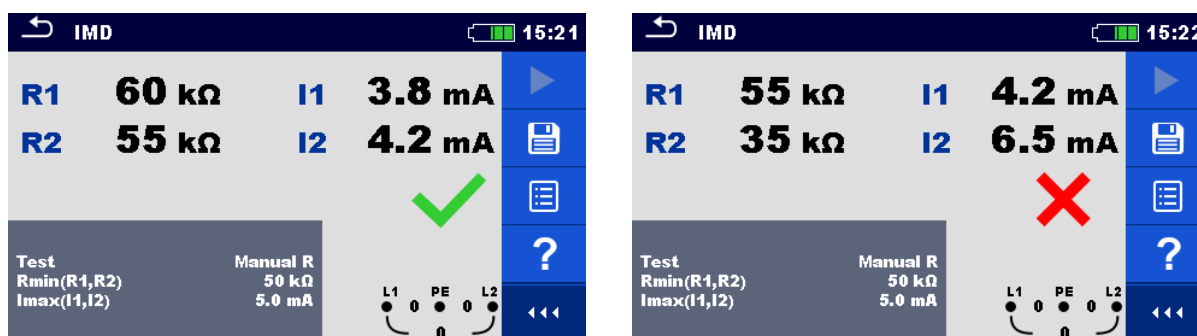 IMD 15:21
R1 60 kΩ I1 3.8 mA
R2 55 kΩ I2 4.2 mA
?
Test Manual R
Rmin(R1,R2) 50 kΩ
Imax(I1,I2) 5.0 mA
L1 PE L2
0 0
0
IMD 15:22
R1 55 kΩ I1 4.2 mA
R2 35 kΩ I2 6.5 mA
?
Test Manual R
Rmin(R1,R2) 50 kΩ
Imax(I1,I2) 5.0 mA
L1 PE L2
0 0
0